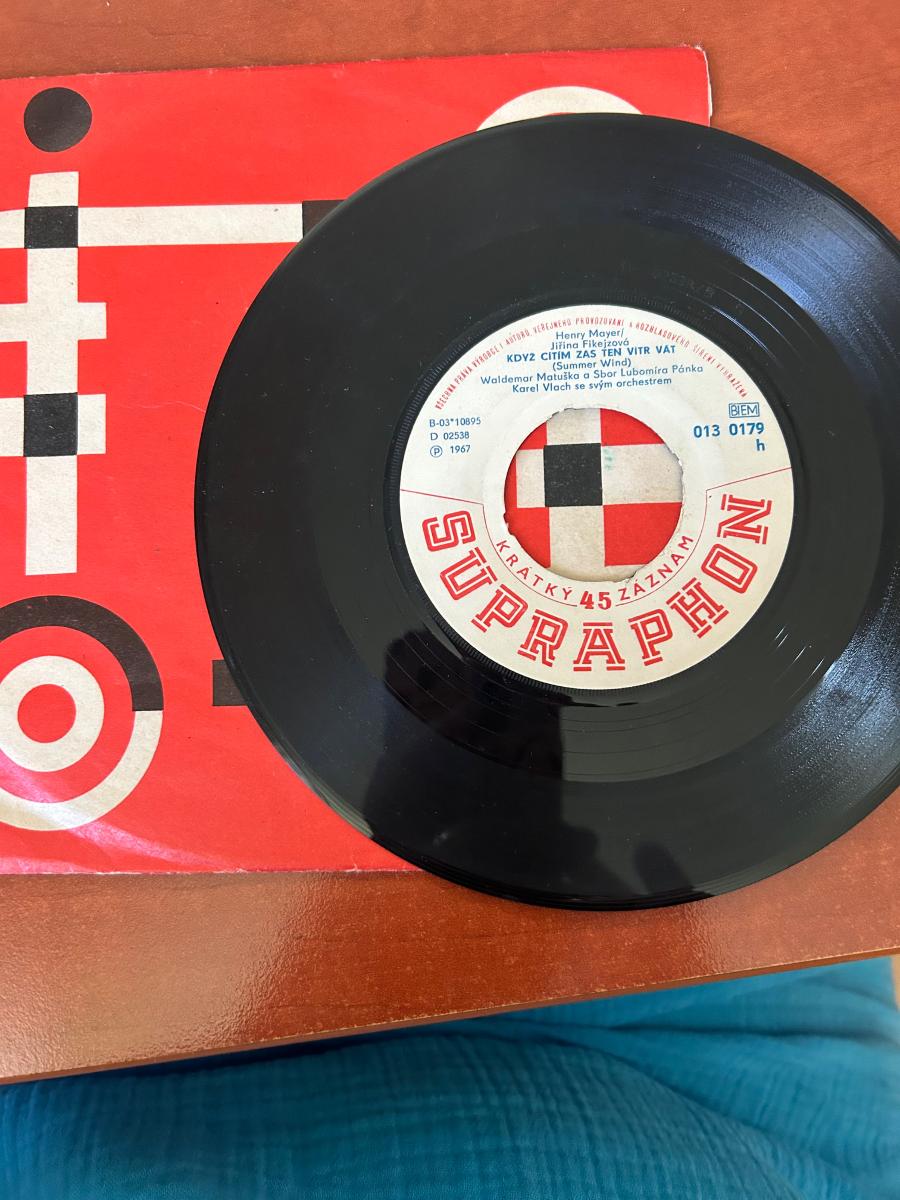 VŠECHNA PRÁVA VÝROBCE I AUTORŮ, VEŘEJNÉHO PROVOZOVÁNÍ A ROZHLASOVÉHO ŠÍŘENÍ VYHRAZENA
Henry Mayer/
Jiřina Fikejzová
KDYŽ CÍTÍM ZAS TEN VÍTR VÁT
(Summer Wind)
Waldemar Matuška a Sbor Lubomíra Pánka
Karel Vlach se svým orchestrem
B-03*10895
D 02538
Ⓟ 1967
BIEM
013 0179
h
KRÁTKÝ 45 ZÁZNAM
SUPRAPHON